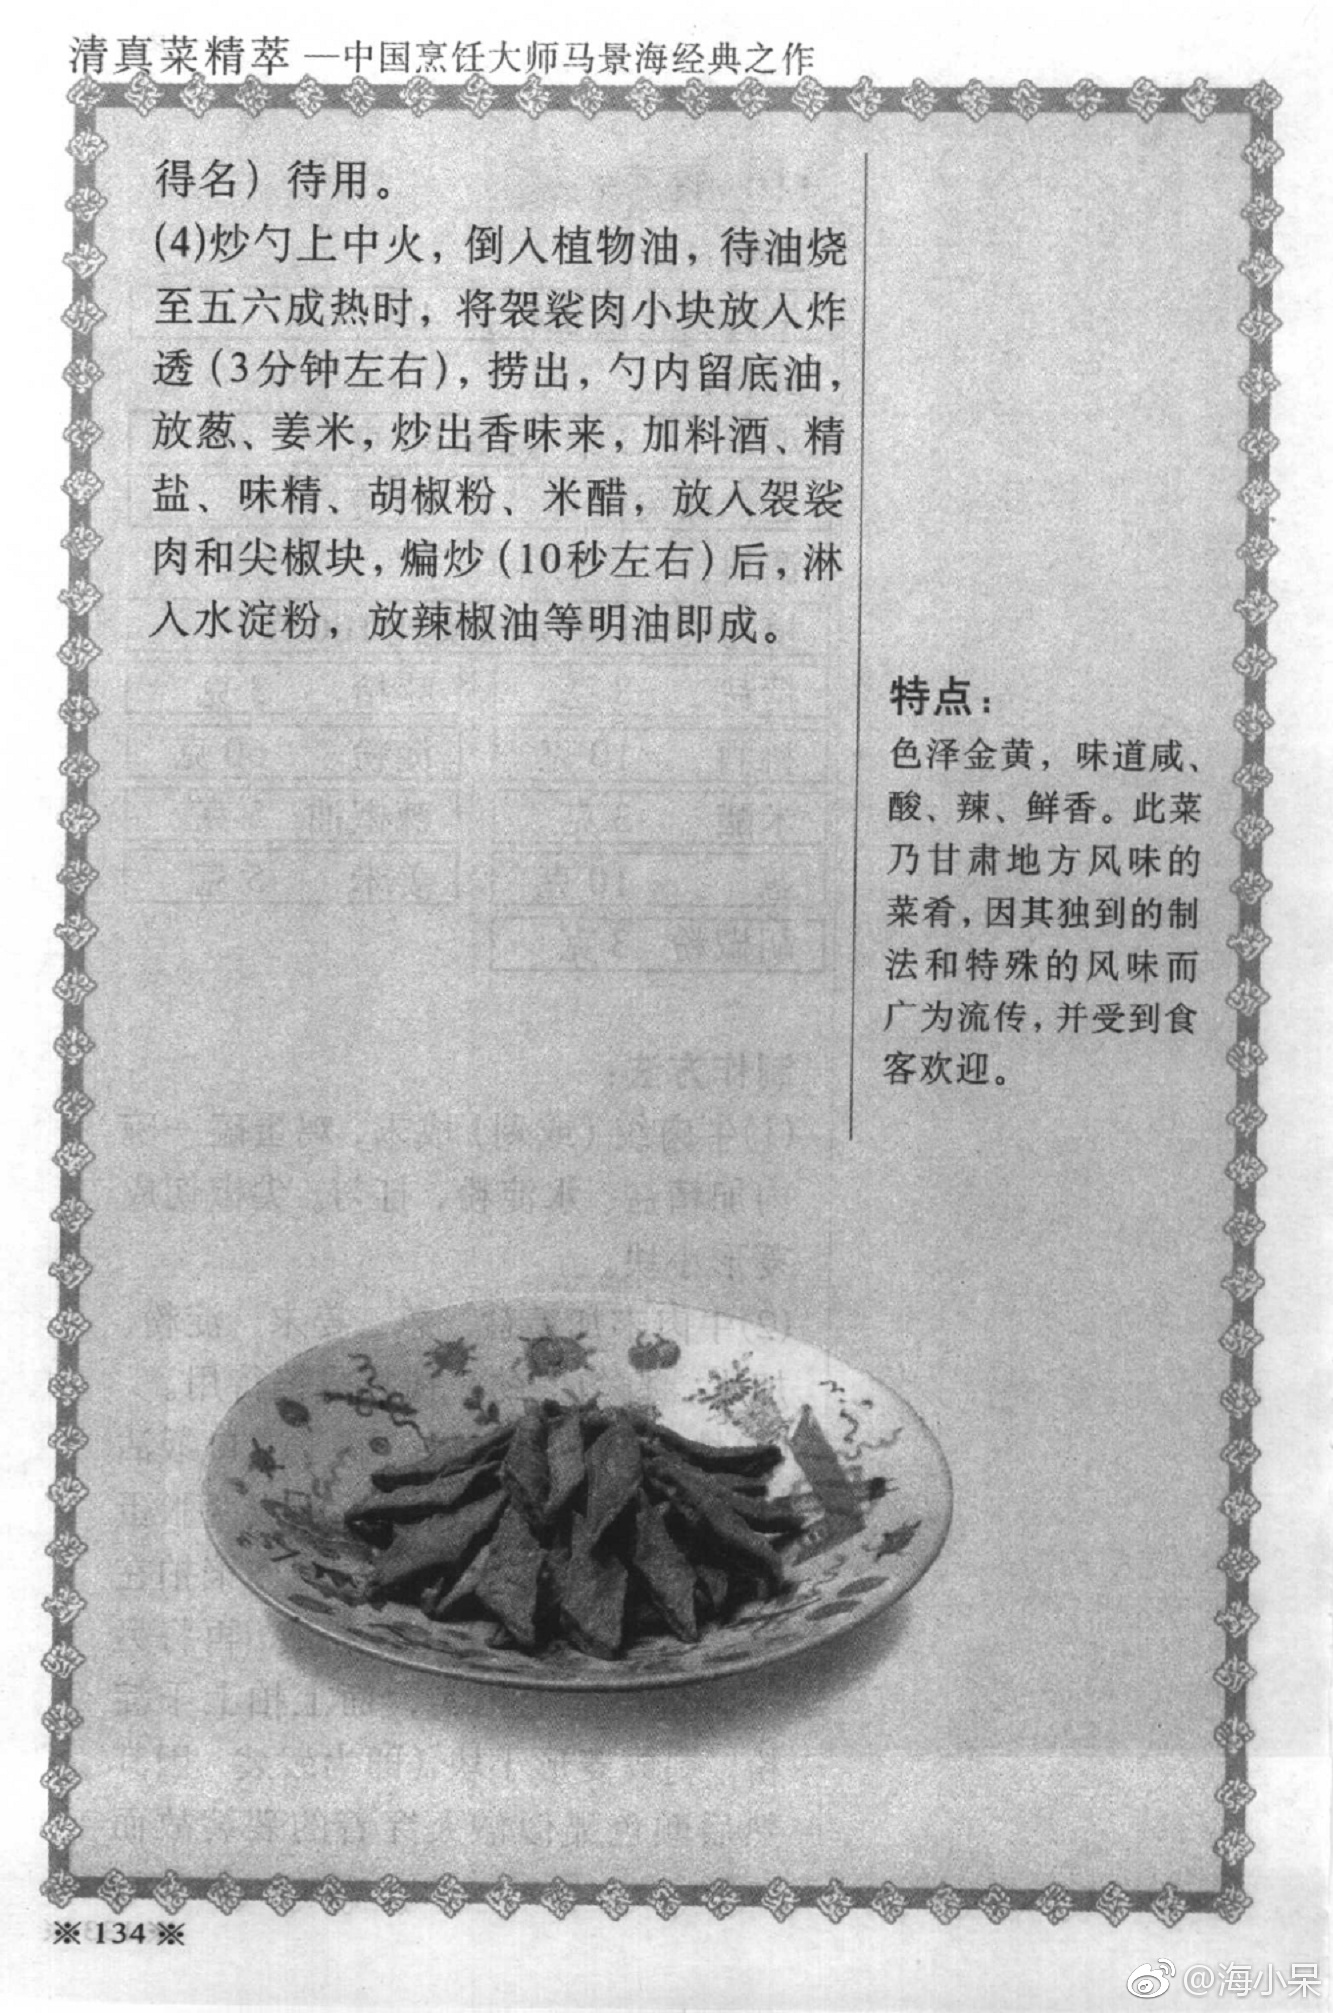 清真菜精萃—中国烹饪大师马景海经典之作
得名）待用。
(4)炒勺上中火，倒入植物油，待油烧
至五六成热时，将袈裟肉小块放入炸
透（3分钟左右），捞出，勺内留底油，
放葱、姜米，炒出香味来，加料酒、精
盐、味精、胡椒粉、米醋，放入袈裟
肉和尖椒块，煸炒（10秒左右）后，淋
入水淀粉，放辣椒油等明油即成。
特点：
色泽金黄，味道咸、
酸、辣、鲜香。此菜
乃甘肃地方风味的
菜肴，因其独到的制
法和特殊的风味而
广为流传，并受到食
客欢迎。
※134※
@海小呆